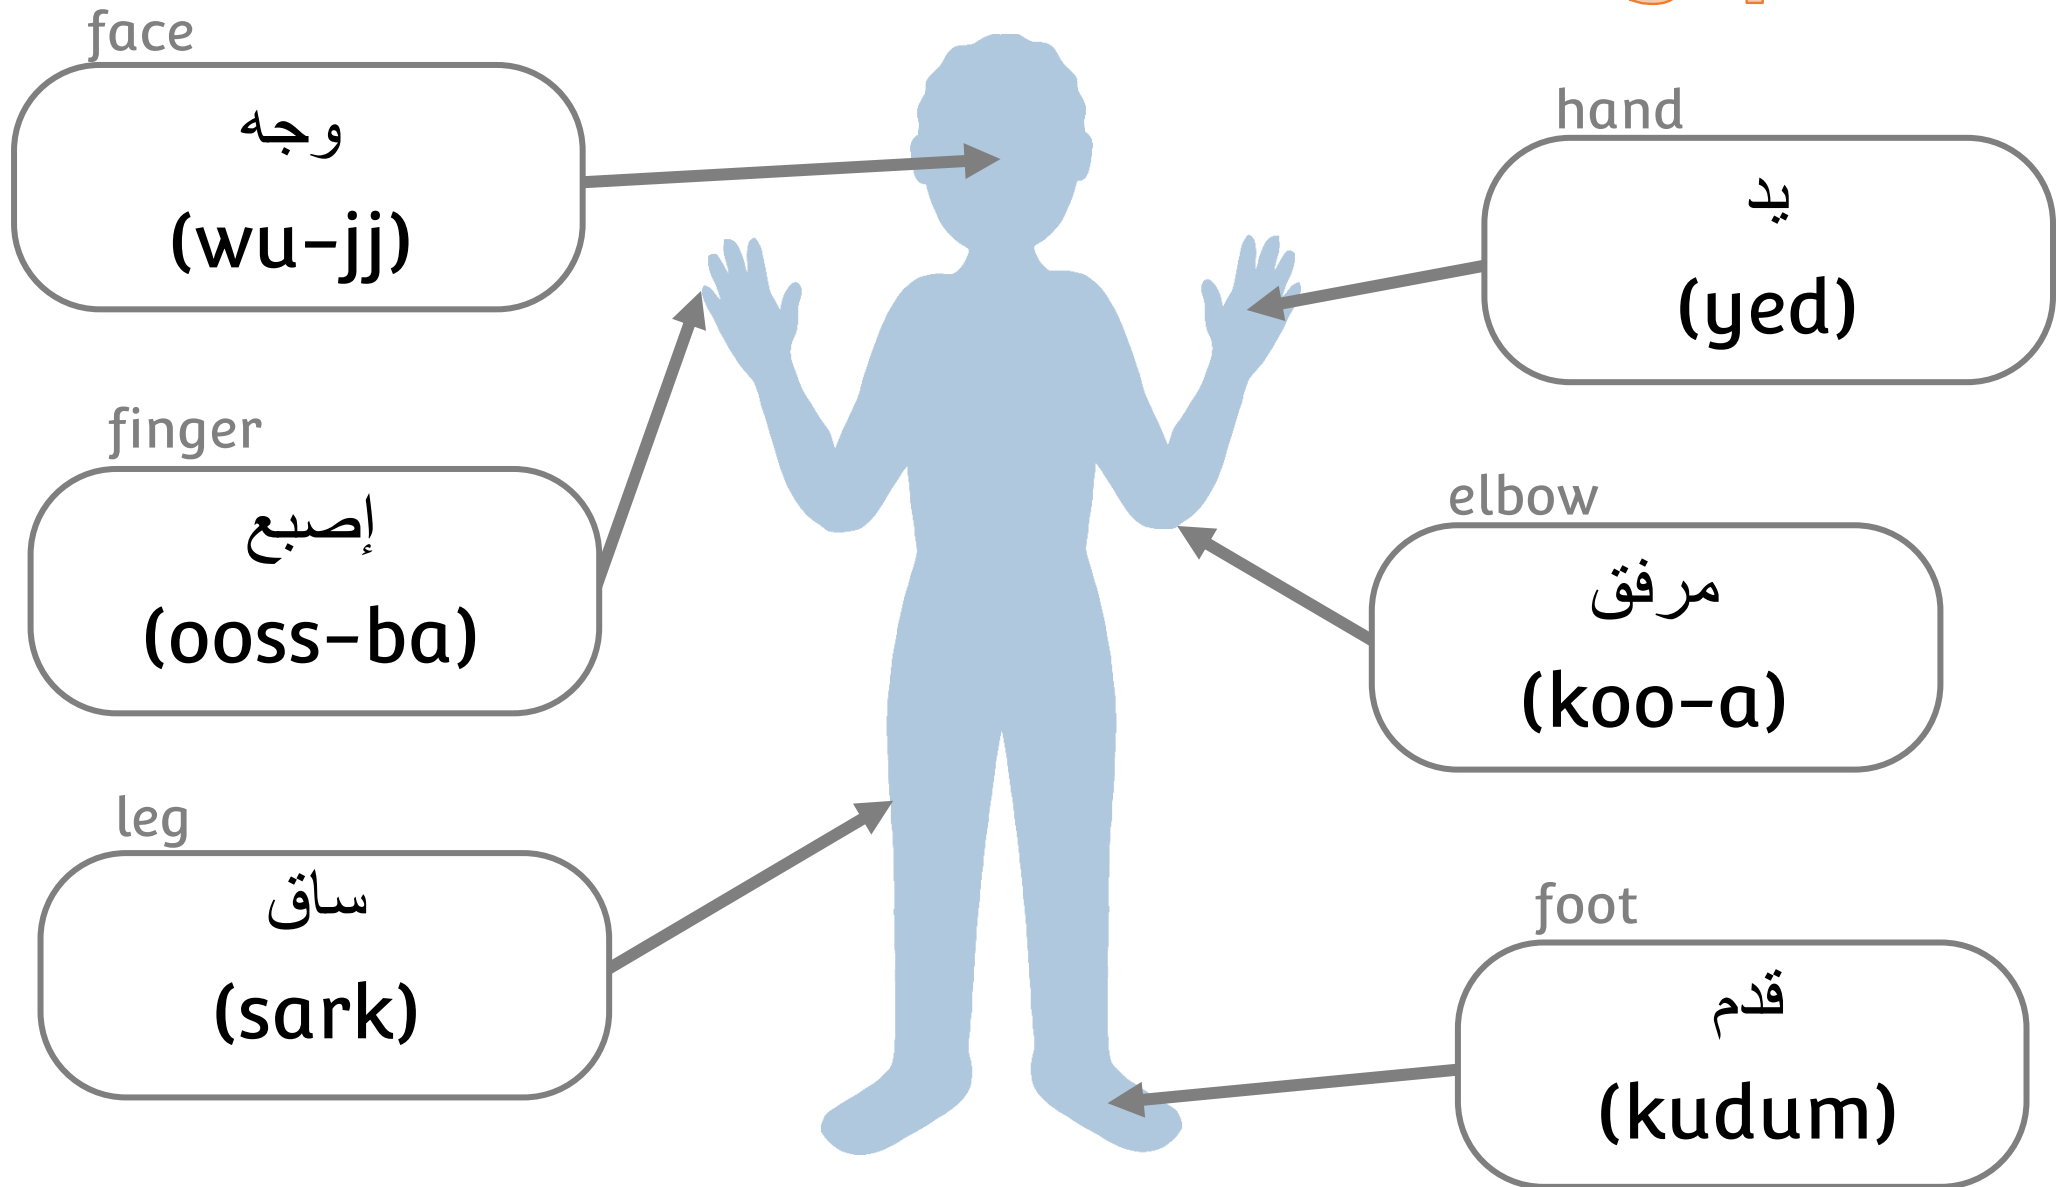 face
وجه
(wu-jj)
hand
يد
(yed)
finger
إصبع
(ooss-ba)
elbow
مرفق
(koo-a)
leg
ساق
(sark)
foot
قدم
(kudum)